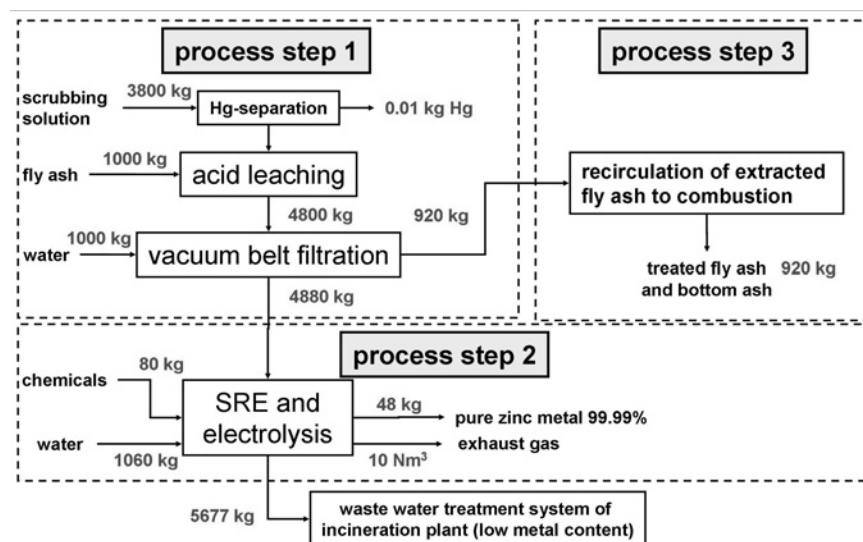 process step 1
process step 3
3800 kg
scrubbing
solution
Hg-separation
0.01 kg Hg
1000 kg
fly ash
acid leaching
recirculation of extracted
fly ash to combustion
4800 kg
920 kg
1000 kg
water
vacuum belt filtration
treated fly ash
and bottom ash
920 kg
4880 kg
process step 2
80 kg
chemicals
SRE and
electrolysis
48 kg
pure zinc metal 99.99%
water
1060 kg
exhaust gas
10 Nm³
5677 kg
waste water treatment system of
incineration plant (low metal content)